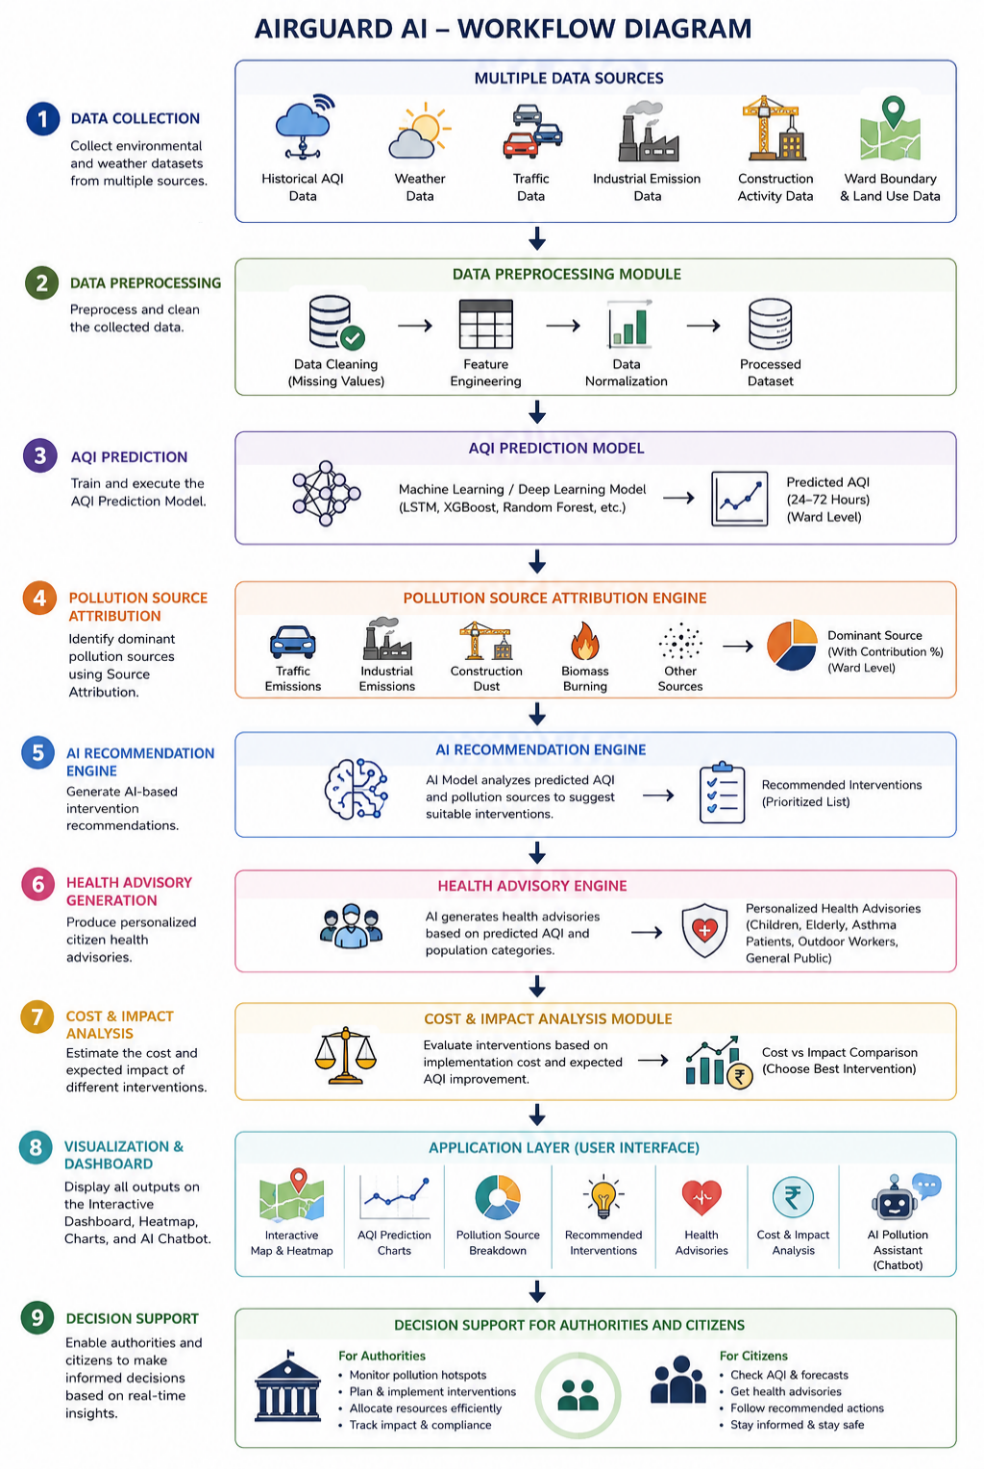 AIRGUARD AI – WORKFLOW DIAGRAM
1
DATA COLLECTION
Collect environmental
and weather datasets
from multiple sources.
MULTIPLE DATA SOURCES
Historical AQI
Data
Weather
Data
Traffic
Data
Industrial Emission
Data
Construction
Activity Data
Ward Boundary
& Land Use Data
2
DATA PREPROCESSING
Preprocess and clean
the collected data.
DATA PREPROCESSING MODULE
Data Cleaning
(Missing Values)
Feature
Engineering
Data
Normalization
Processed
Dataset
3
AQI PREDICTION
Train and execute the
AQI Prediction Model.
AQI PREDICTION MODEL
Machine Learning / Deep Learning Model
(LSTM, XGBoost, Random Forest, etc.)
Predicted AQI
(24–72 Hours)
(Ward Level)
4
POLLUTION SOURCE
ATTRIBUTION
Identify dominant
pollution sources
using Source
Attribution.
POLLUTION SOURCE ATTRIBUTION ENGINE
Traffic
Emissions
Industrial
Emissions
Construction
Dust
Biomass
Burning
Other
Sources
Dominant Source
(With Contribution %)
(Ward Level)
5
AI RECOMMENDATION
ENGINE
Generate AI-based
intervention
recommendations.
AI RECOMMENDATION ENGINE
AI Model analyzes predicted AQI
and pollution sources to suggest
suitable interventions.
Recommended Interventions
(Prioritized List)
6
HEALTH ADVISORY
GENERATION
Produce personalized
citizen health
advisories.
HEALTH ADVISORY ENGINE
AI generates health advisories
based on predicted AQI and
population categories.
Personalized Health Advisories
(Children, Elderly, Asthma
Patients, Outdoor Workers,
General Public)
7
COST & IMPACT
ANALYSIS
Estimate the cost and
expected impact of
different interventions.
COST & IMPACT ANALYSIS MODULE
Evaluate interventions based on
implementation cost and expected
AQI improvement.
₹
Cost vs Impact Comparison
(Choose Best Intervention)
8
VISUALIZATION &
DASHBOARD
Display all outputs on
the Interactive
Dashboard, Heatmap,
Charts, and AI Chatbot.
APPLICATION LAYER (USER INTERFACE)
Interactive
Map & Heatmap
AQI Prediction
Charts
Pollution Source
Breakdown
Recommended
Interventions
Health
Advisories
₹
Cost & Impact
Analysis
AI Pollution
Assistant
(Chatbot)
9
DECISION SUPPORT
Enable authorities and
citizens to make
informed decisions
based on real-time
insights.
DECISION SUPPORT FOR AUTHORITIES AND CITIZENS
For Authorities
• Monitor pollution hotspots
• Plan & implement interventions
• Allocate resources efficiently
• Track impact & compliance
For Citizens
• Check AQI & forecasts
• Get health advisories
• Follow recommended actions
• Stay informed & stay safe